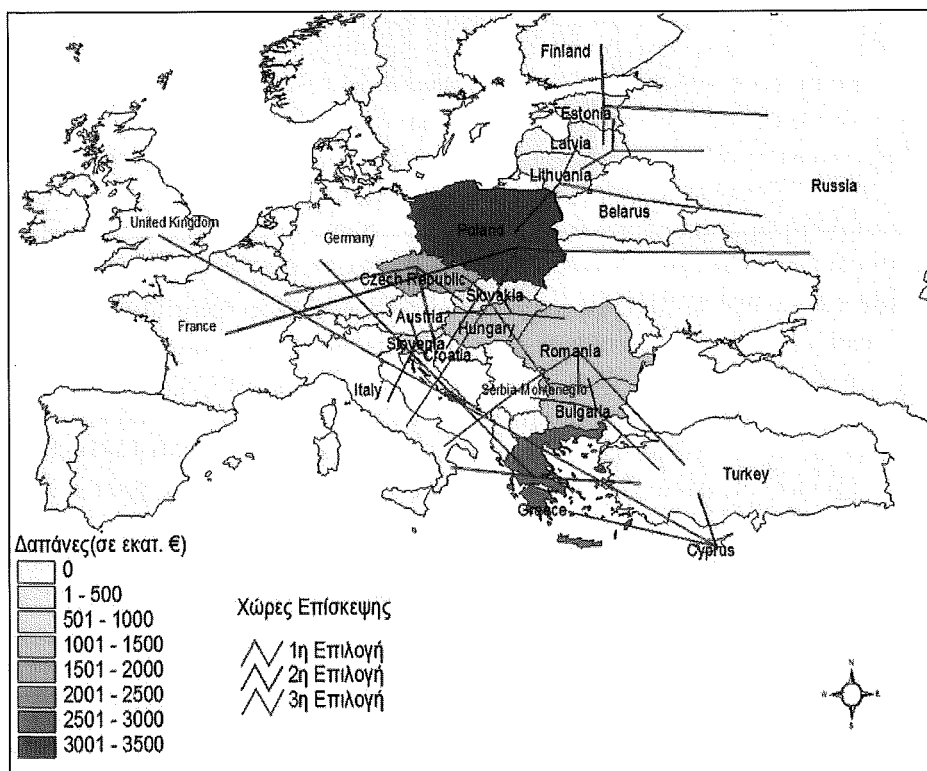 Finland
Estonia
Latvia
Lithuania
Russia
Belarus
United Kingdom
Germany
Poland
Czech Republic
Slovakia
France
Austria
Hungary
Slovenia
Croatia
Romania
Italy
Serbia-Montenegro
Bulgaria
Turkey
Greece
Cyprus
Δαπάνες(σε εκατ. €)
0
1 - 500
501 - 1000
1001 - 1500
1501 - 2000
2001 - 2500
2501 - 3000
3001 - 3500
Χώρες Επίσκεψης
1η Επιλογή
2η Επιλογή
3η Επιλογή
N
W E
S